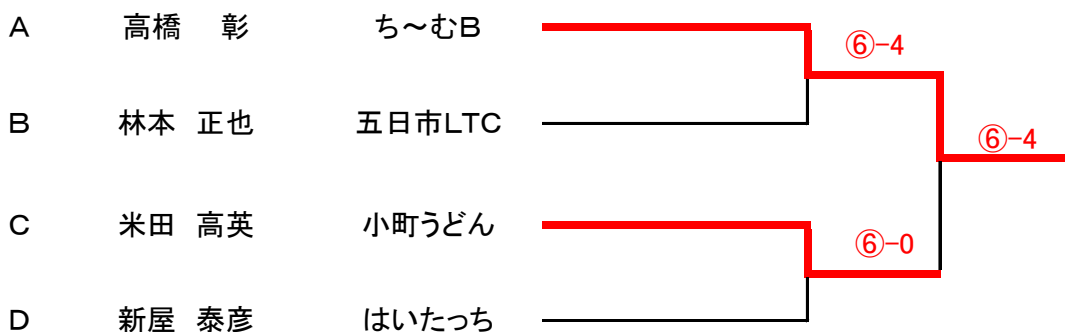 A 高橋 彰 ち～むB
⑥-4
B 林本 正也 五日市LTC
⑥-4
C 米田 高英 小町うどん
⑥-0
D 新屋 泰彦 はいたっち